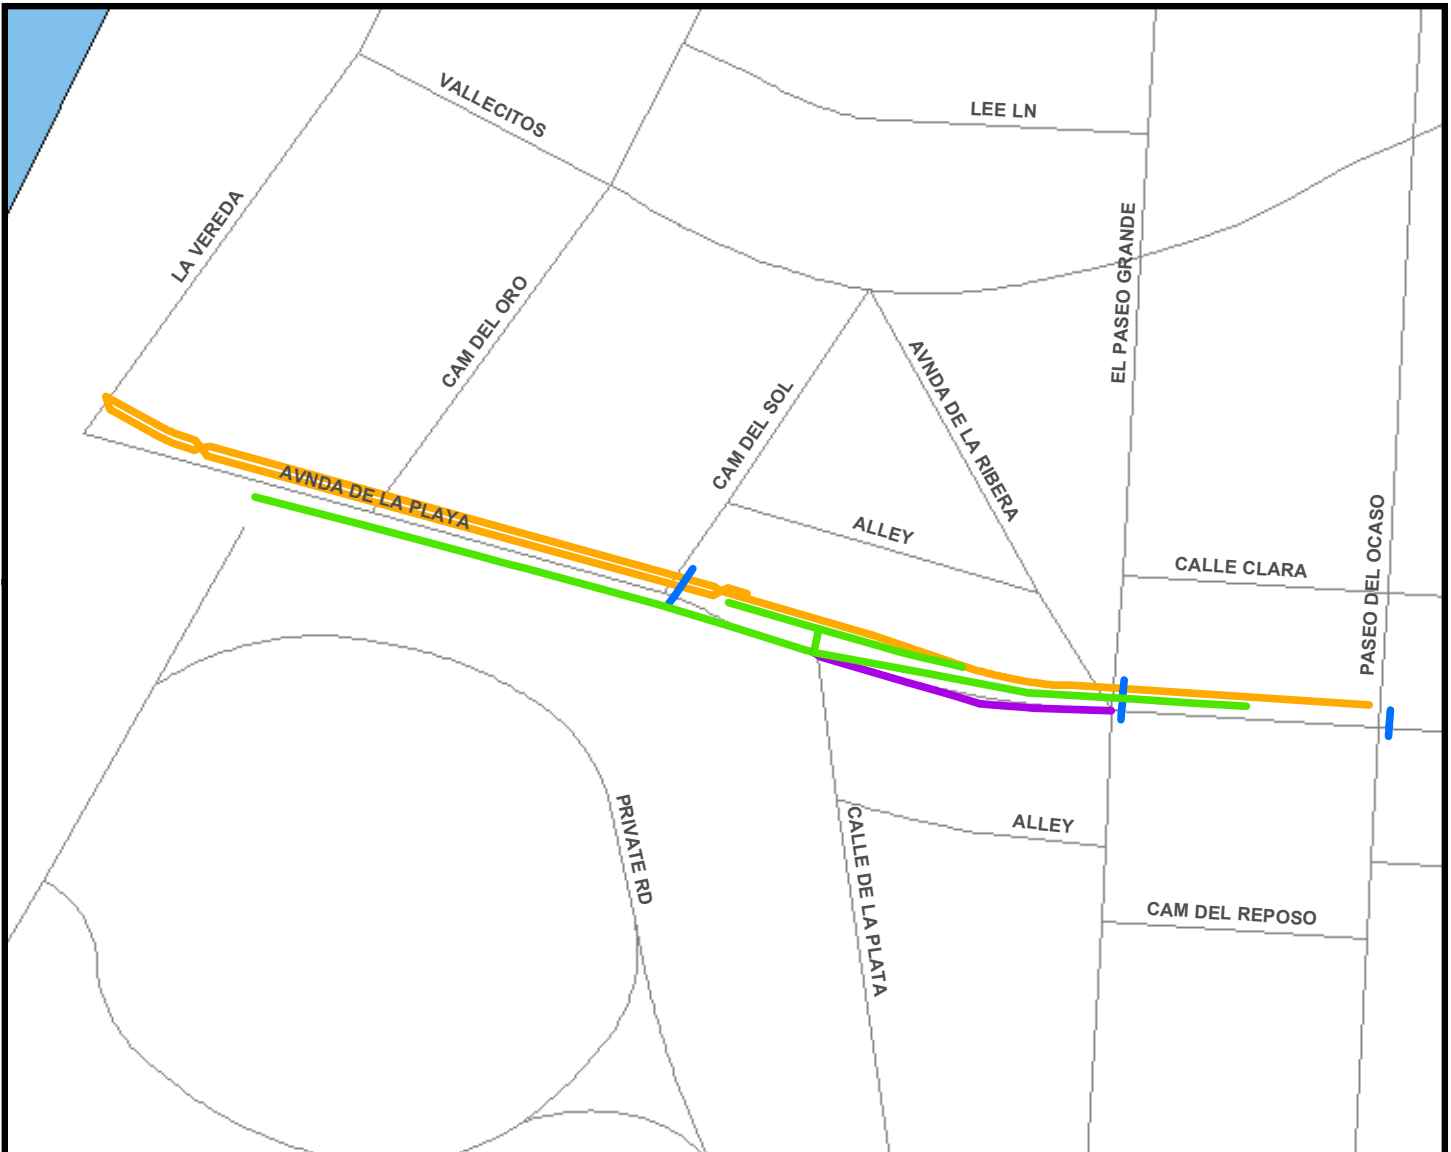 VALLECITOS
LEE LN
LA VEREDA
EL PASEO GRANDE
CAM DEL ORO
CAM DEL SOL
AVNDA DE LA RIBERA
AVNDA DE LA PLAYA
ALLEY
CALLE CLARA
PASEO DEL OCASO
PRIVATE RD
CALLE DE LA PLATA
ALLEY
CAM DEL REPOSO